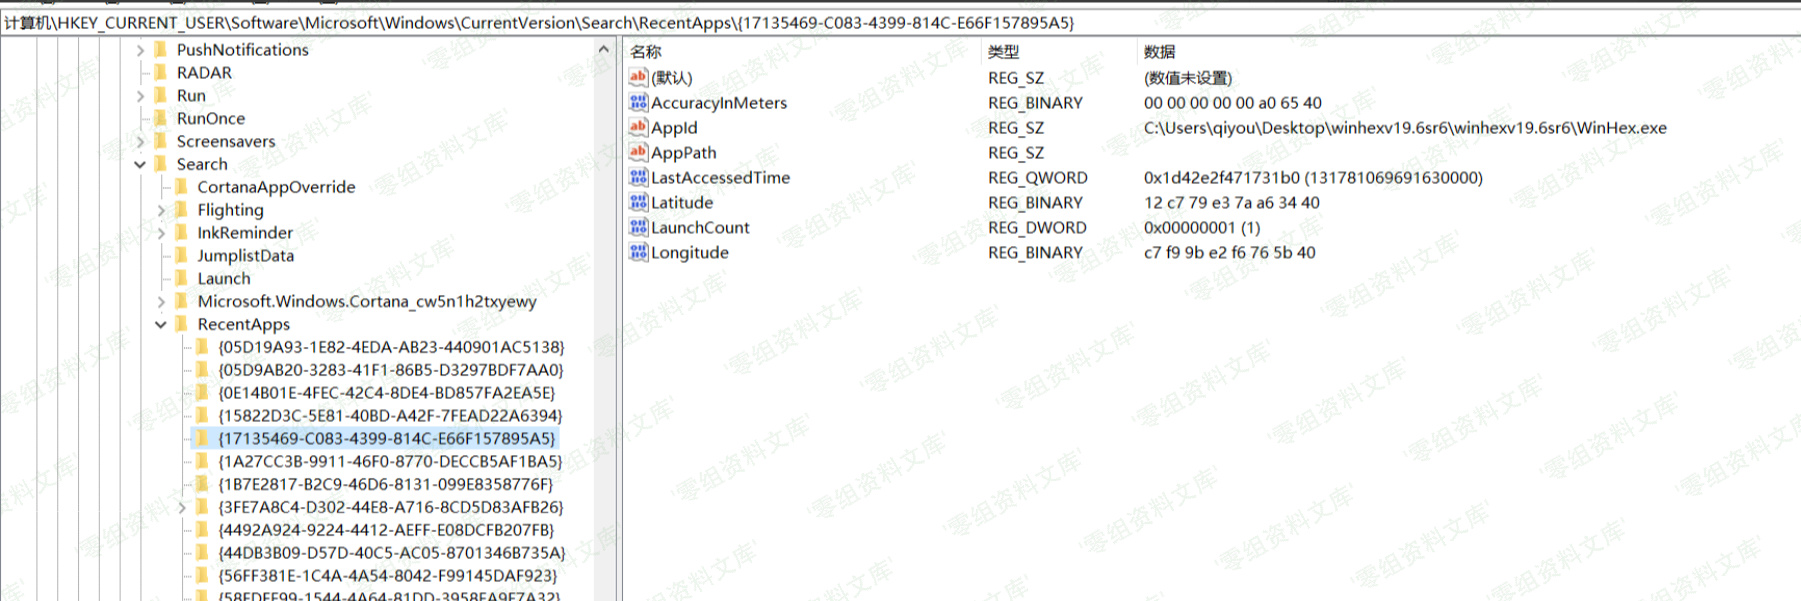 计算机\HKEY_CURRENT_USER\Software\Microsoft\Windows\CurrentVersion\Search\RecentApps\{17135469-C083-4399-814C-E66F157895A5}
PushNotifications
RADAR
Run
RunOnce
Screensavers
Search
CortanaAppOverride
Flighting
InkReminder
JumplistData
Launch
Microsoft.Windows.Cortana_cw5n1h2txyewy
RecentApps
{05D19A93-1E82-4EDA-AB23-440901AC5138}
{05D9AB20-3283-41F1-86B5-D3297BDF7AA0}
{0E14B01E-4FEC-42C4-8DE4-BD857FA2EA5E}
{15822D3C-5E81-40BD-A42F-7FEAD22A6394}
{17135469-C083-4399-814C-E66F157895A5}
{1A27CC3B-9911-46F0-8770-DECCB5AF1BA5}
{1B7E2817-B2C9-46D6-8131-099E8358776F}
{3FE7A8C4-D302-44E8-A716-8CD5D83AFB26}
{4492A924-9224-4412-AEFF-E08DCFB207FB}
{44DB3B09-D57D-40C5-AC05-8701346B735A}
{56FF381E-1C4A-4A54-8042-F99145DAF923}
名称 类型 数据
(默认) REG_SZ (数值未设置)
AccuracyInMeters REG_BINARY 00 00 00 00 00 a0 65 40
AppId REG_SZ C:\Users\qiyou\Desktop\winhexv19.6sr6\winhexv19.6sr6\WinHex.exe
AppPath REG_SZ
LastAccessedTime REG_QWORD 0x1d42e2f471731b0 (131781069691630000)
Latitude REG_BINARY 12 c7 79 e3 7a a6 34 40
LaunchCount REG_DWORD 0x00000001 (1)
Longitude REG_BINARY c7 f9 9b e2 f6 76 5b 40
'零组资料文库'